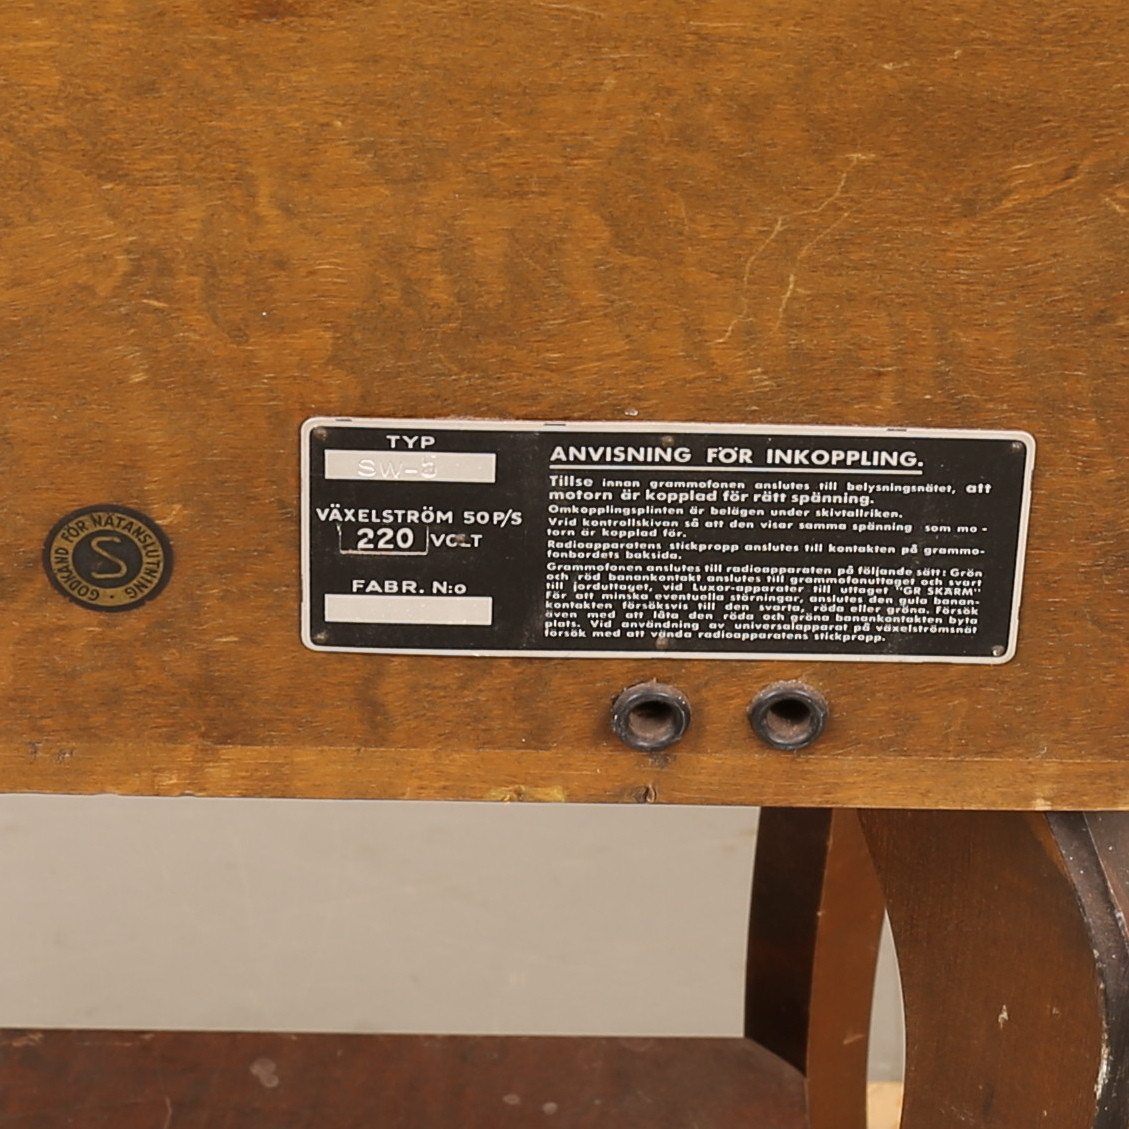 GODKÄND FÖR NÄTANSLUTNING
S
TYP
SW-5
VÄXELSTRÖM 50 P/S
220 VOLT
FABR. N:o
ANVISNING FÖR INKOPPLING.
Tillse innan grammofonen anslutes till belysningsnätet, att
motorn är kopplad för rätt spänning.
Omkopplingsplinten är belägen under skivtallriken.
Vrid kontrollskivan så att den visar samma spänning som mo-
torn är kopplad för.
Radioapparatens stickpropp anslutes till kontakten på grammo-
fonbordets baksida.
Grammofonen anslutes till radioapparaten på följande sätt: Grön
och röd banankontakt anslutes till grammofonuttaget och svart
till jorduttaget, vid Luxor-apparater till uttaget "GR SKÄRM"
För att minska eventuella störningar, anslutes den gula banan-
kontakten försöksvis till den svarta, röda eller gröna. Försök
även med att låta den röda och gröna banankontakten byta
plats. Vid användning av universalapparat på växelströmsnät
försök med att vända radioapparatens stickpropp.